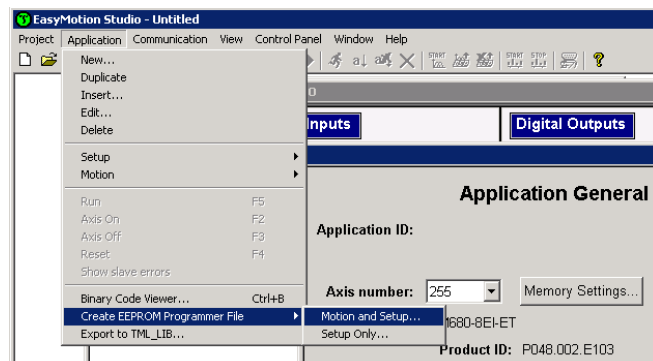 EasyMotion Studio - Untitled
Project Application Communication View Control Panel Window Help
New...
Duplicate
Insert...
Edit...
Delete
Setup
Motion
Run F5
Axis On F2
Axis Off F3
Reset F4
Show slave errors
Binary Code Viewer... Ctrl+B
Create EEPROM Programmer File
Export to TML_LIB...
Motion and Setup...
Setup Only...
Inputs
Digital Outputs
Application General
Application ID:
Axis number: 255 Memory Settings...
M680-8EI-ET
Product ID: P048.002.E103